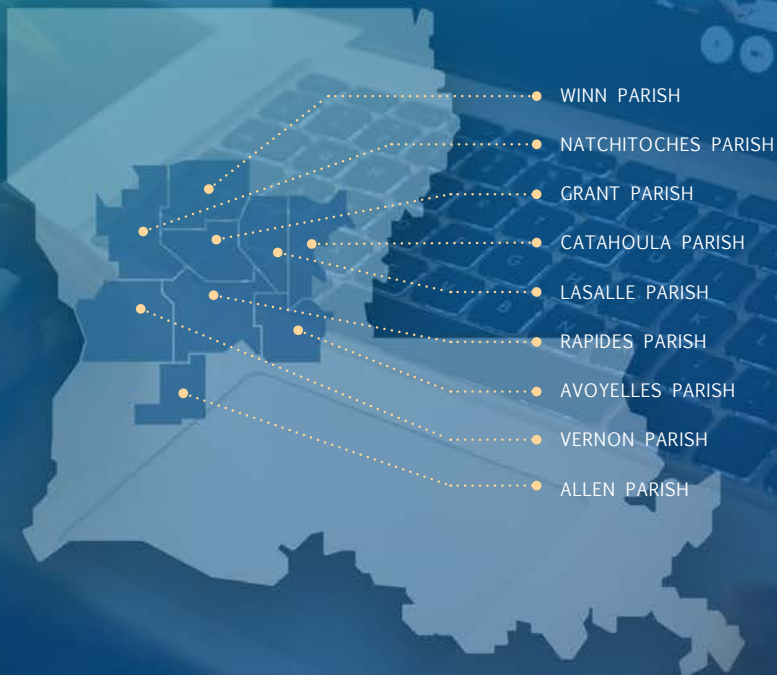 WINN PARISH
NATCHITOCHES PARISH
GRANT PARISH
CATAHOULA PARISH
LASALLE PARISH
RAPIDES PARISH
AVOYELLES PARISH
VERNON PARISH
ALLEN PARISH